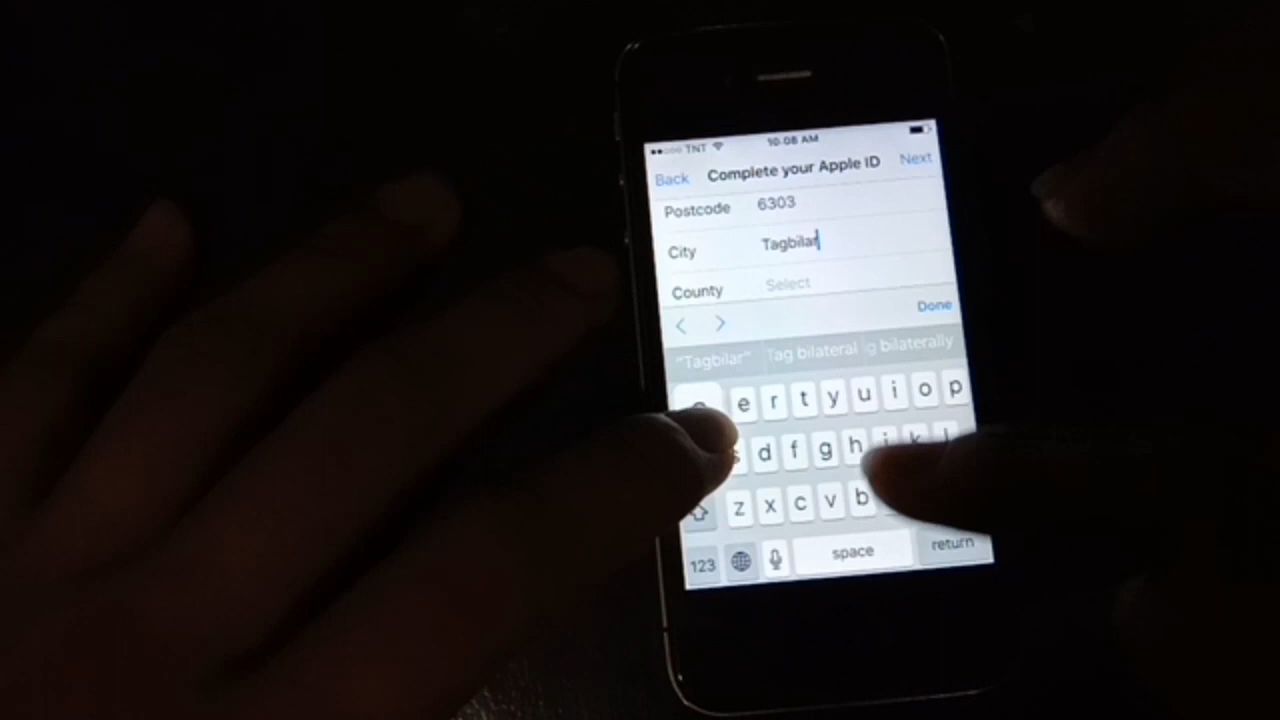 TNT 10:08 AM
Back Complete your Apple ID Next
Postcode 6303
City Tagbilar
County Select
Done
"Tagbilar" Tag bilateral g bilaterally
e r t y u i o p
s d f g h j k l
z x c v b
123 space return